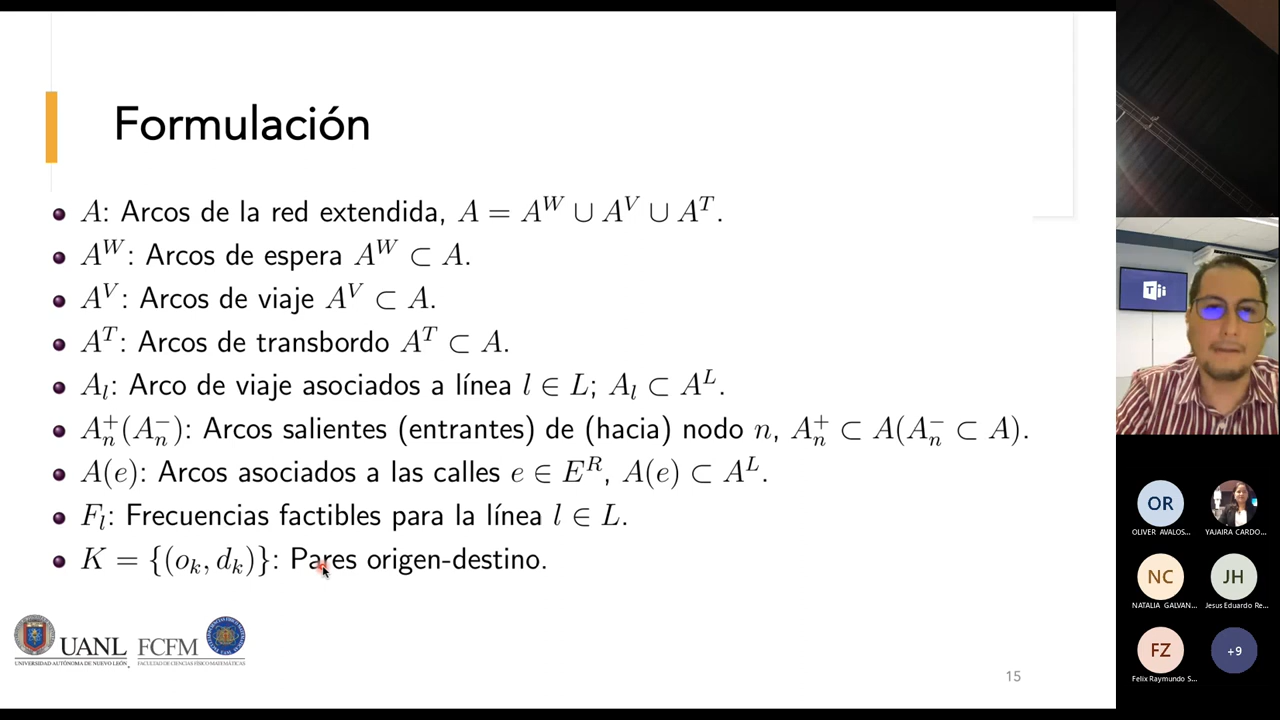 Formulación
A: Arcos de la red extendida, A = A^W ∪ A^V ∪ A^T.
A^W: Arcos de espera A^W ⊂ A.
A^V: Arcos de viaje A^V ⊂ A.
A^T: Arcos de transbordo A^T ⊂ A.
A_l: Arco de viaje asociados a línea l ∈ L; A_l ⊂ A^L.
A_n^+(A_n^-): Arcos salientes (entrantes) de (hacia) nodo n, A_n^+ ⊂ A(A_n^- ⊂ A).
A(e): Arcos asociados a las calles e ∈ E^R, A(e) ⊂ A^L.
F_l: Frecuencias factibles para la línea l ∈ L.
K = {(o_k, d_k)}: Pares origen-destino.
UANL
UNIVERSIDAD AUTÓNOMA DE NUEVO LEÓN
FCFM
FACULTAD DE CIENCIAS FÍSICO MATEMÁTICAS
15
OR
OLIVER AVALOS...
YAJAIRA CARDO...
NC
NATALIA GALVAN...
JH
Jesus Eduardo Re...
FZ
Felix Raymundo S...
+9